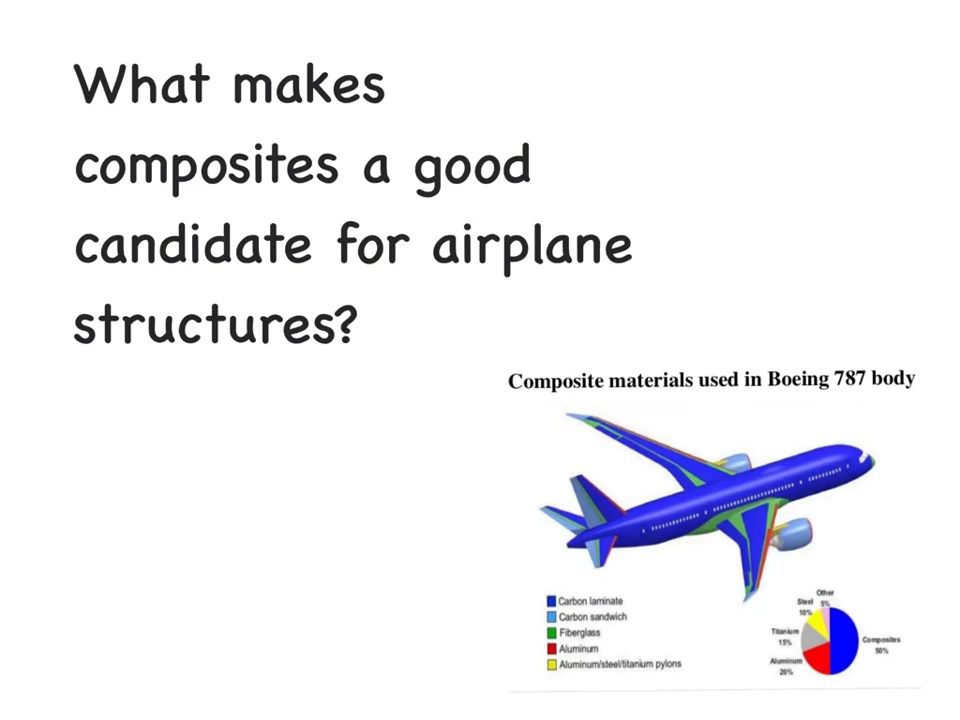 What makes
composites a good
candidate for airplane
structures?
Composite materials used in Boeing 787 body
Carbon laminate
Carbon sandwich
Fiberglass
Aluminum
Aluminum/steel/titanium pylons
Other
5%
Steel
10%
Titanium
15%
Aluminum
20%
Composites
50%